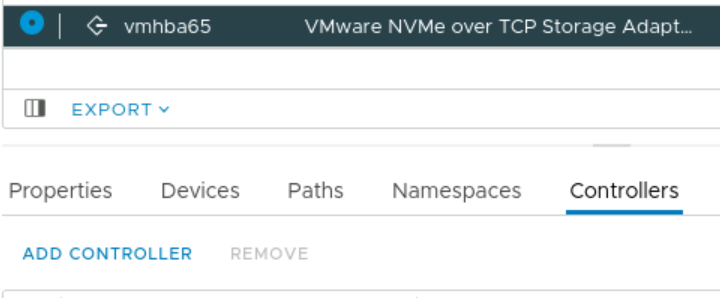 vmhba65 VMware NVMe over TCP Storage Adapt...
EXPORT
Properties Devices Paths Namespaces Controllers
ADD CONTROLLER REMOVE